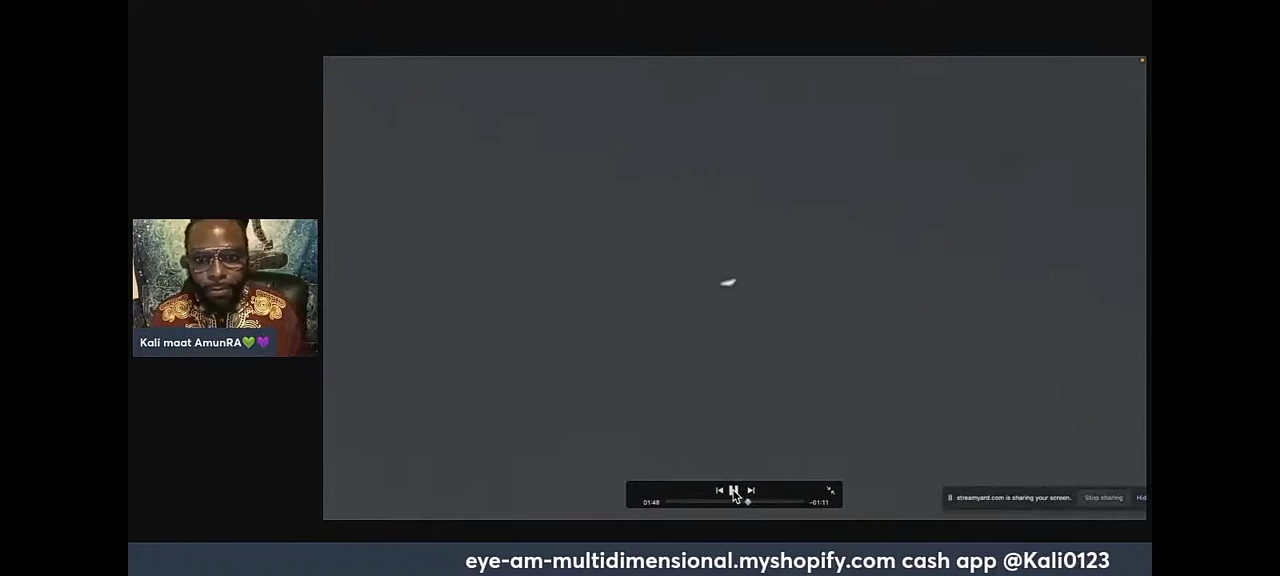 Kali maat AmunRA💚💜
01:48
-01:11
streamyard.com is sharing your screen.
Stop sharing
Hid
eye-am-multidimensional.myshopify.com cash app @Kali0123